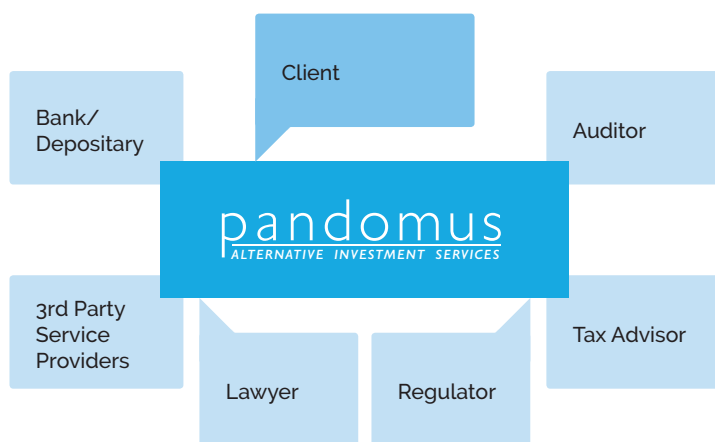 Client
Bank/
Depositary
Auditor
pandomus
ALTERNATIVE INVESTMENT SERVICES
3rd Party
Service
Providers
Tax Advisor
Lawyer
Regulator